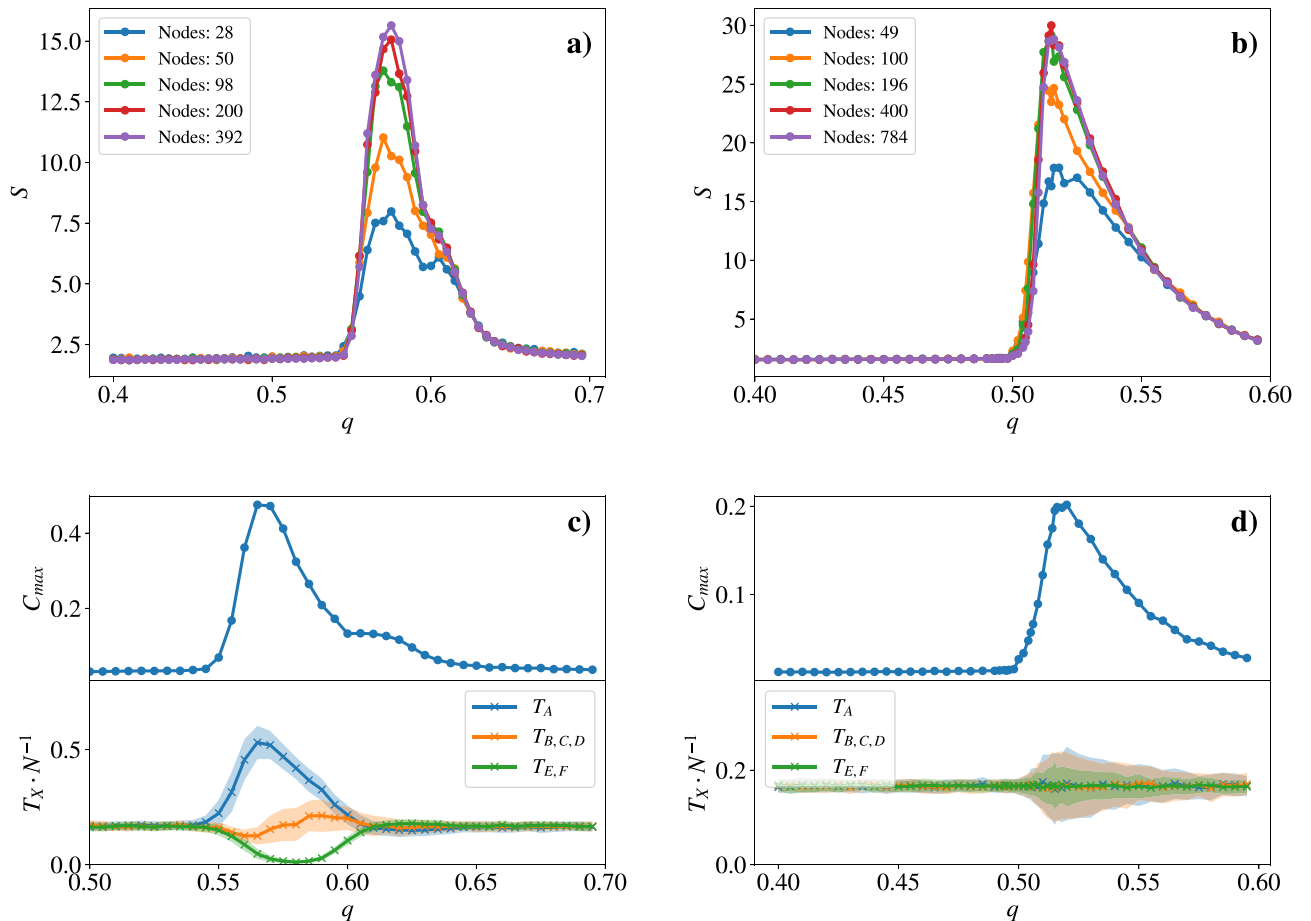 a)
Nodes: 28
Nodes: 50
Nodes: 98
Nodes: 200
Nodes: 392
15.0
12.5
10.0
7.5
5.0
2.5
S
0.4 0.5 0.6 0.7
q
b)
Nodes: 49
Nodes: 100
Nodes: 196
Nodes: 400
Nodes: 784
30
25
20
15
10
5
S
0.40 0.45 0.50 0.55 0.60
q
c)
0.4
0.2
C_max
T_A
T_B,C,D
T_E,F
0.5
0.0
T_X · N⁻¹
0.50 0.55 0.60 0.65 0.70
q
d)
0.2
0.1
C_max
T_A
T_B,C,D
T_E,F
0.2
0.0
T_X · N⁻¹
0.40 0.45 0.50 0.55 0.60
q